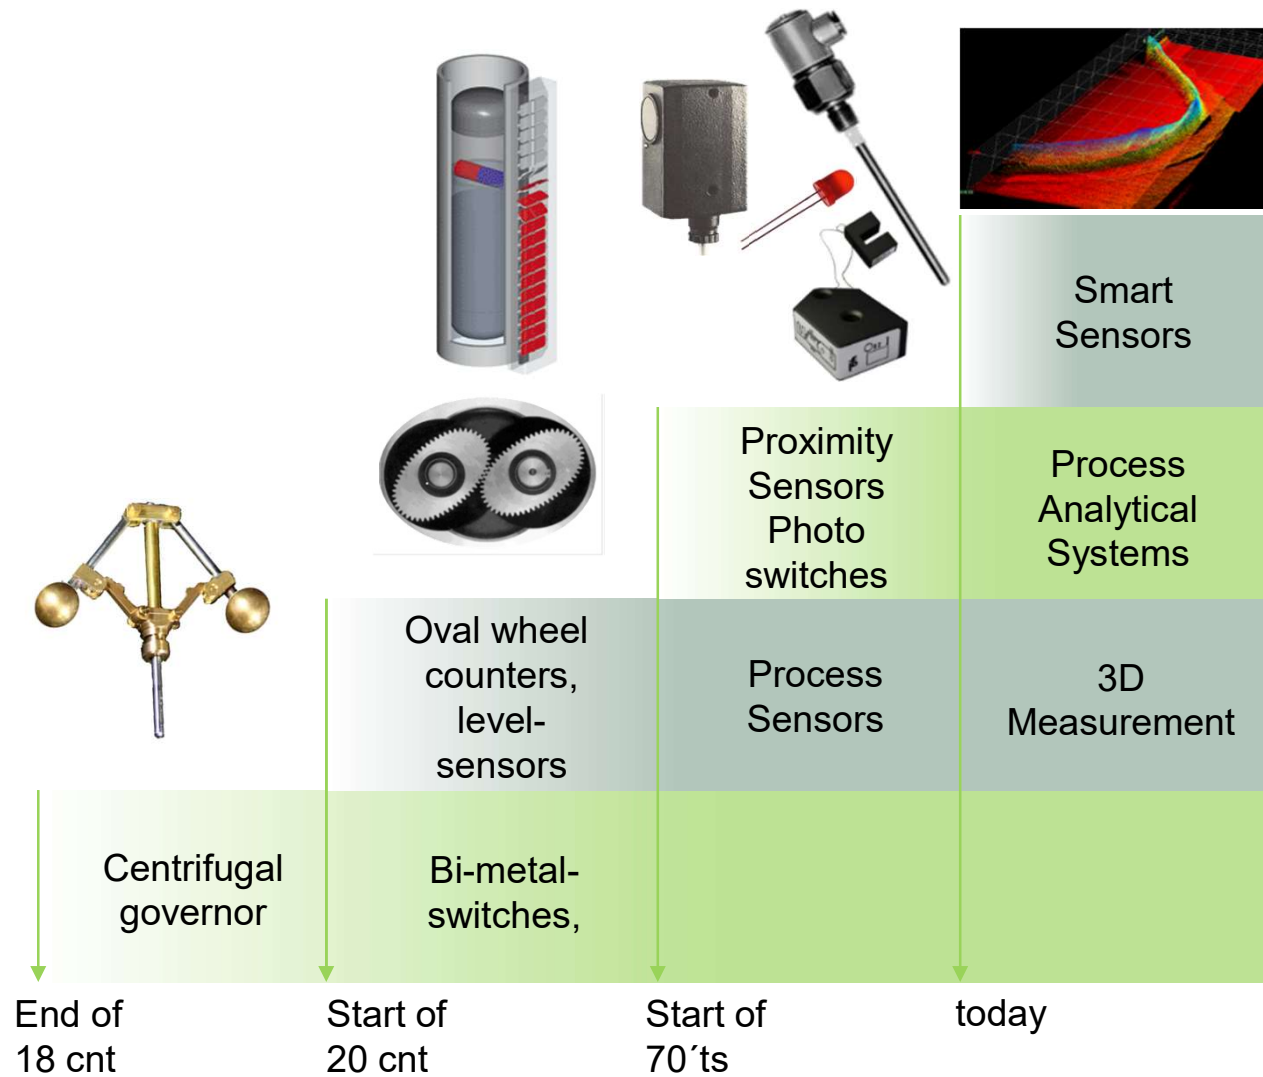 Smart
Sensors
Proximity
Sensors
Photo
switches
Process
Analytical
Systems
Oval wheel
counters,
level-
sensors
Process
Sensors
3D
Measurement
Centrifugal
governor
Bi-metal-
switches,
End of
18 cnt
Start of
20 cnt
Start of
70´ts
today